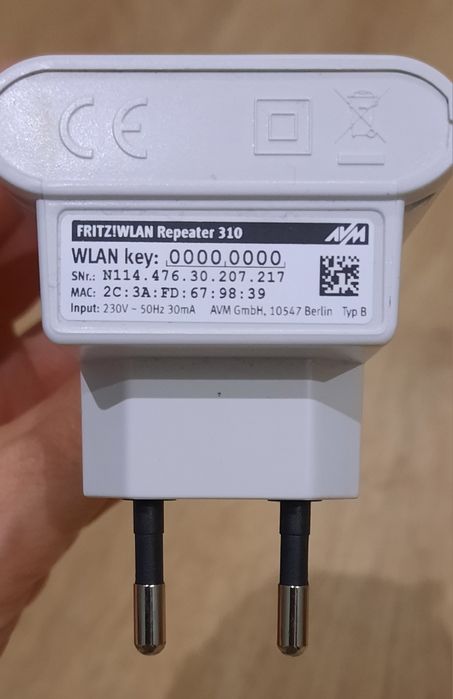 CE
FRITZ!WLAN Repeater 310 AVM
WLAN key: 0000 0000
SNr.: N114.476.30.207.217
MAC: 2C:3A:FD:67:98:39
Input: 230V ~ 50Hz 30mA AVM GmbH, 10547 Berlin Typ B